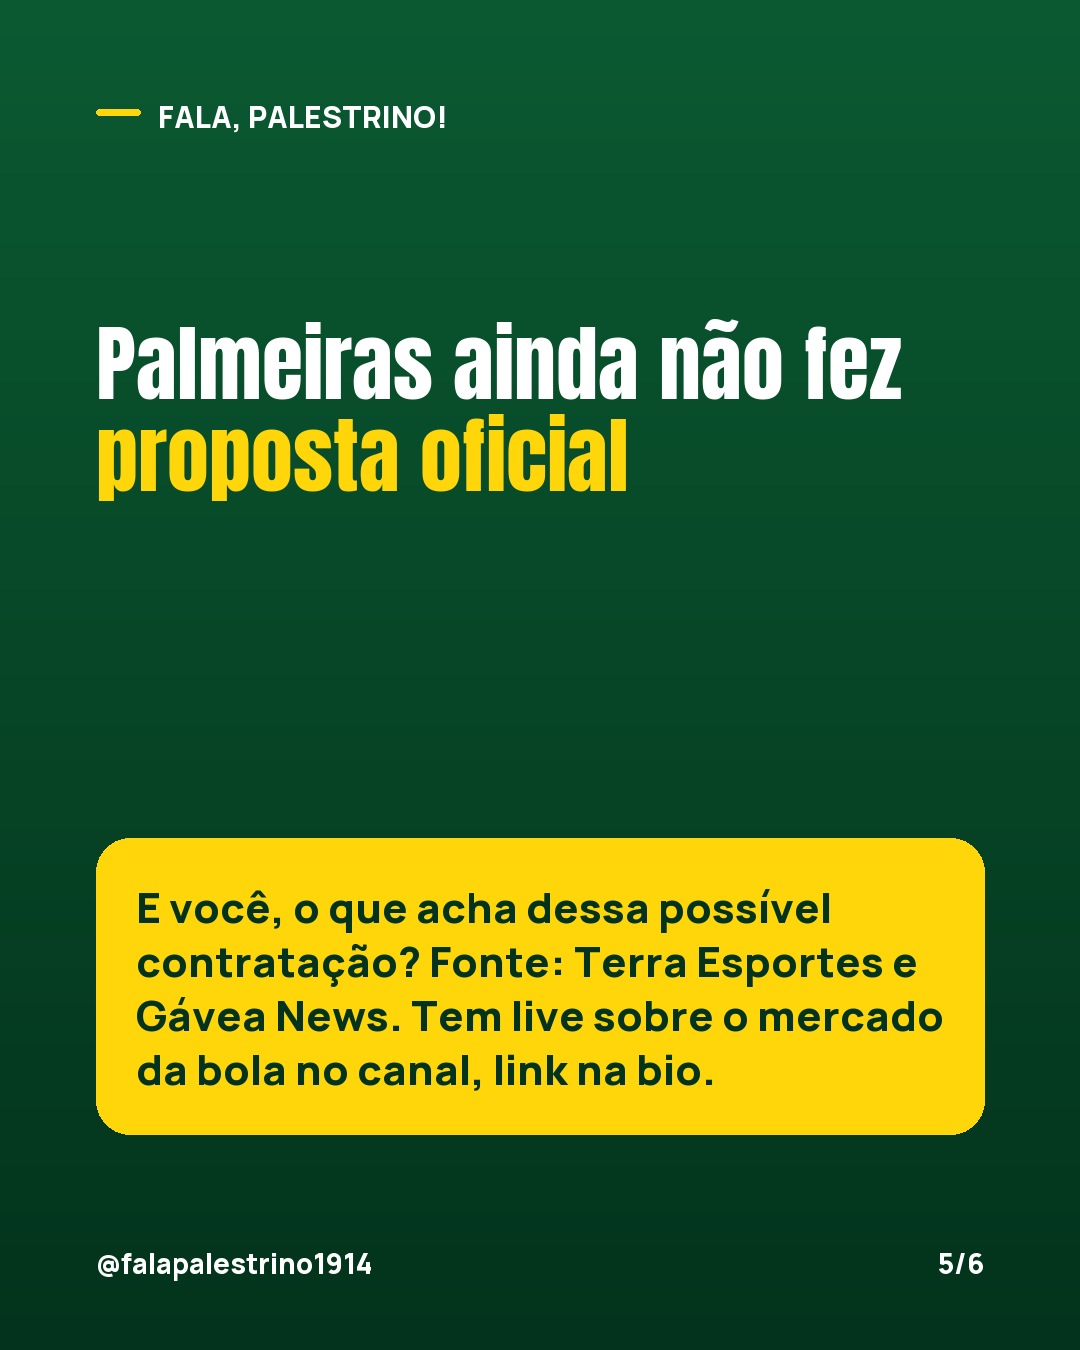 FALA, PALESTRINO!
Palmeiras ainda não fez
proposta oficial
E você, o que acha dessa possível
contratação? Fonte: Terra Esportes e
Gávea News. Tem live sobre o mercado
da bola no canal, link na bio.
@falapalestrino1914
5/6